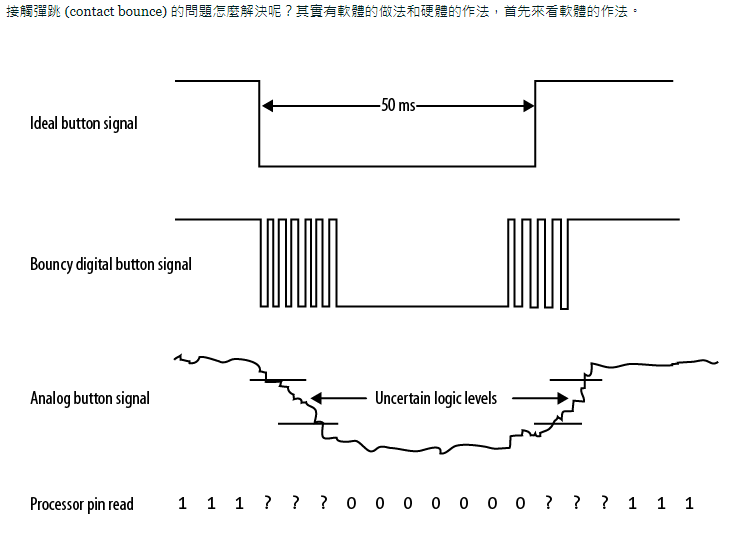 接觸彈跳 (contact bounce) 的問題怎麼解決呢？其實有軟體的做法和硬體的作法，首先來看軟體的作法。
Ideal button signal
50 ms
Bouncy digital button signal
Analog button signal
Uncertain logic levels
Processor pin read 1 1 1 ? ? ? 0 0 0 0 0 0 0 ? ? ? 1 1 1